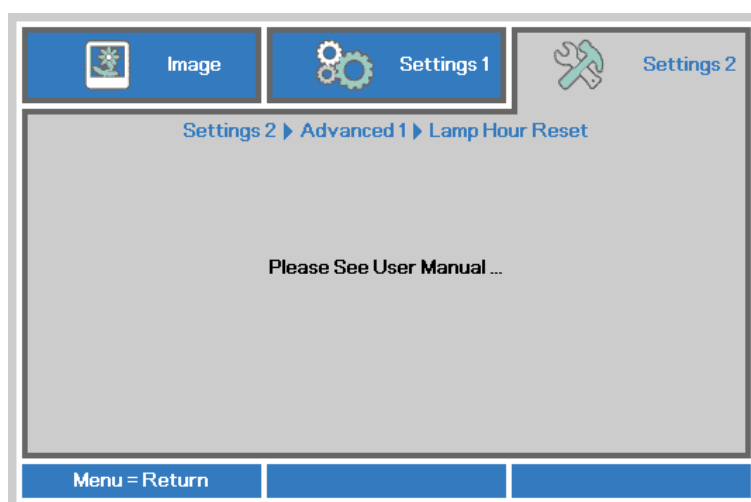 Image
Settings 1
Settings 2
Settings 2 ▶ Advanced 1 ▶ Lamp Hour Reset
Please See User Manual ...
Menu = Return